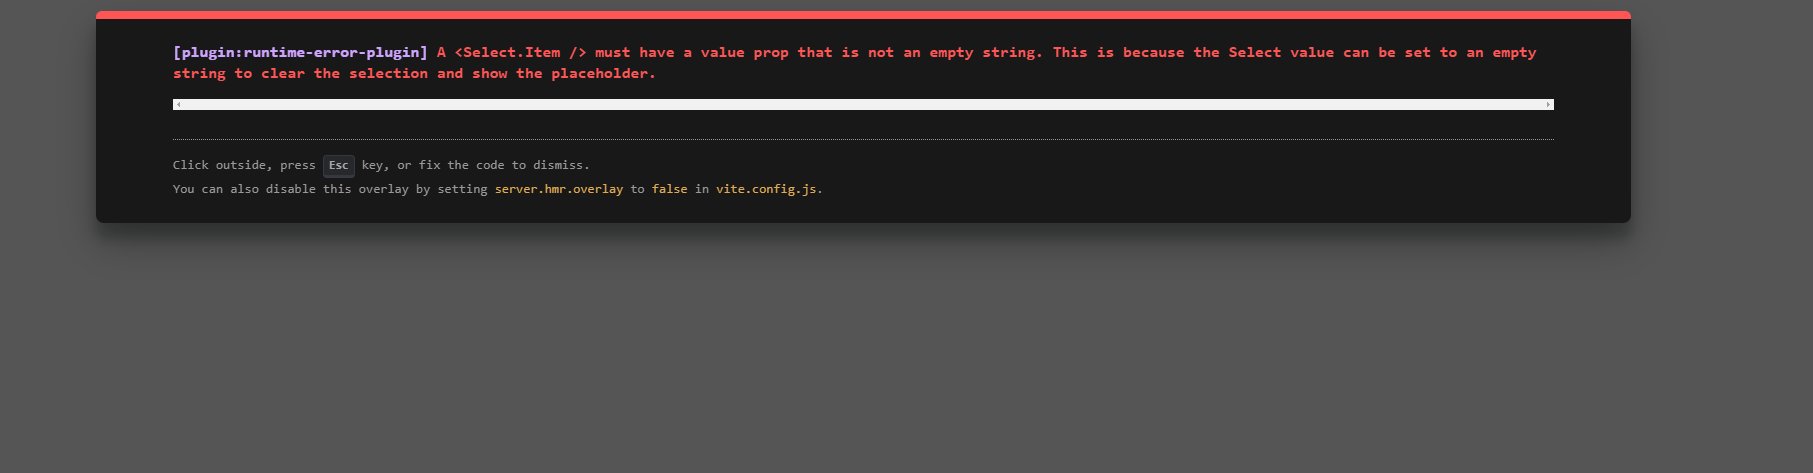 [plugin:runtime-error-plugin] A <Select.Item /> must have a value prop that is not an empty string. This is because the Select value can be set to an empty
string to clear the selection and show the placeholder.
Click outside, press Esc key, or fix the code to dismiss.
You can also disable this overlay by setting server.hmr.overlay to false in vite.config.js.